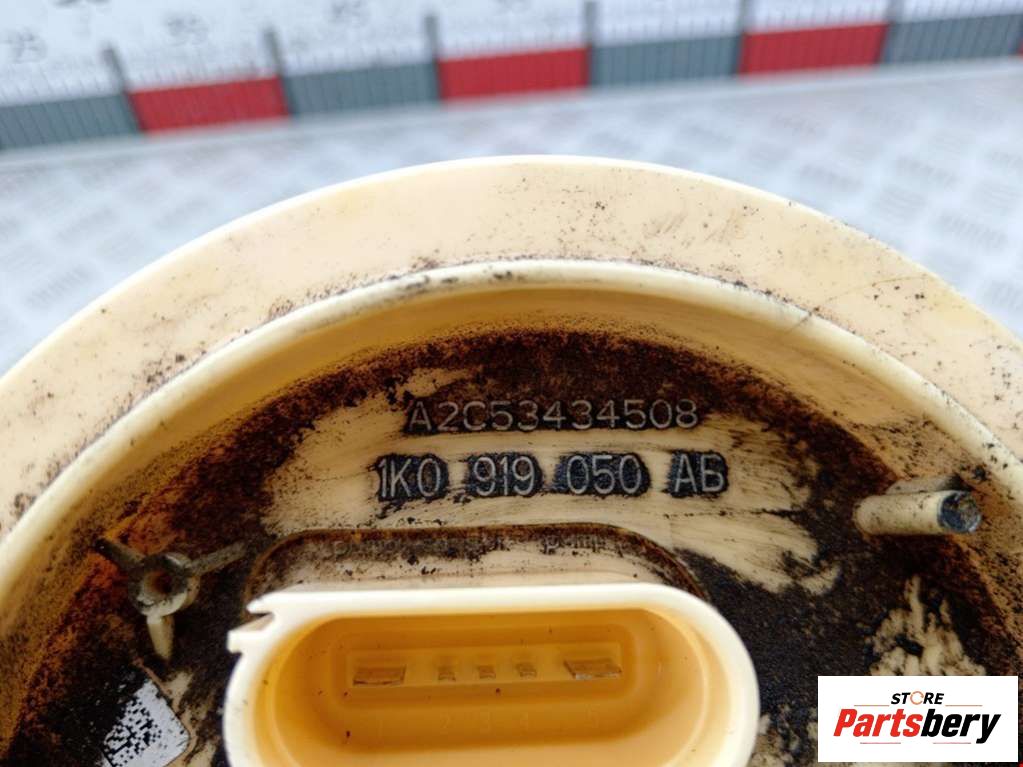 A2C53434508
1K0 919 050 AB
STORE
Partsbery